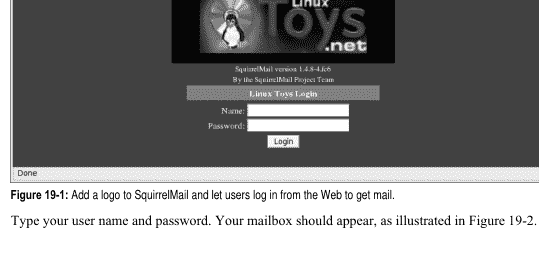 Linux
Toys
.net
SquirrelMail version 1.4.8-4.fc6
By the SquirrelMail Project Team
Linux Toys Login
Name:
Password:
Login
Done
Figure 19-1: Add a logo to SquirrelMail and let users log in from the Web to get mail.
Type your user name and password. Your mailbox should appear, as illustrated in Figure 19-2.